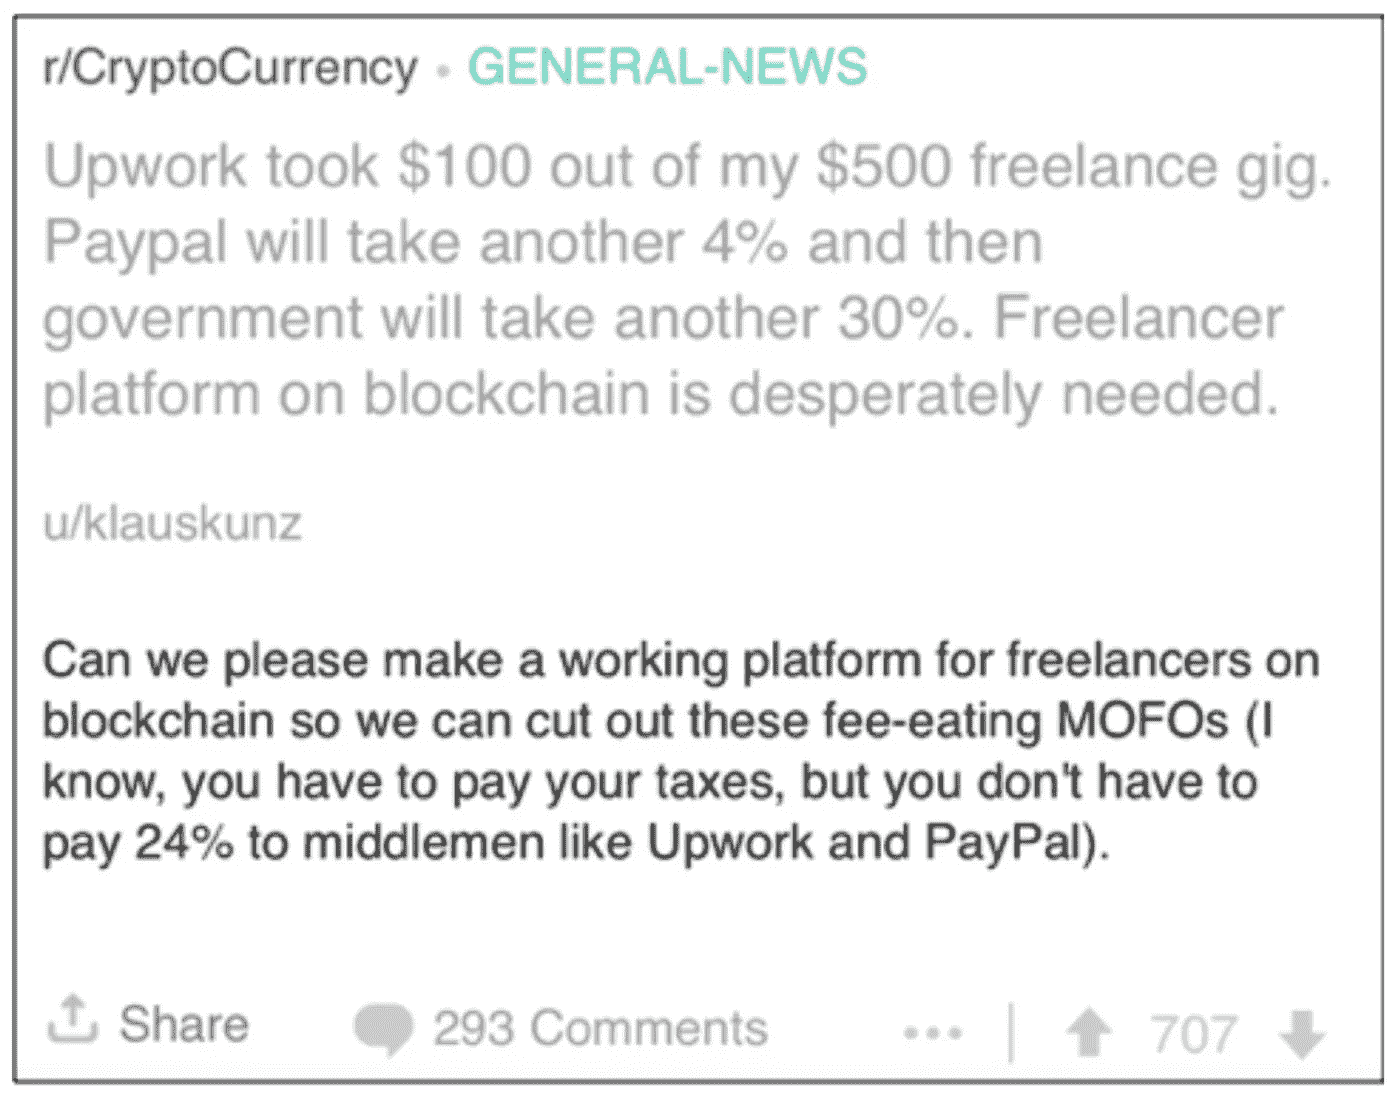 r/CryptoCurrency • GENERAL-NEWS
Upwork took $100 out of my $500 freelance gig.
Paypal will take another 4% and then
government will take another 30%. Freelancer
platform on blockchain is desperately needed.
u/klauskunz
Can we please make a working platform for freelancers on
blockchain so we can cut out these fee-eating MOFOs (I
know, you have to pay your taxes, but you don't have to
pay 24% to middlemen like Upwork and PayPal).
Share 293 Comments ••• | 707